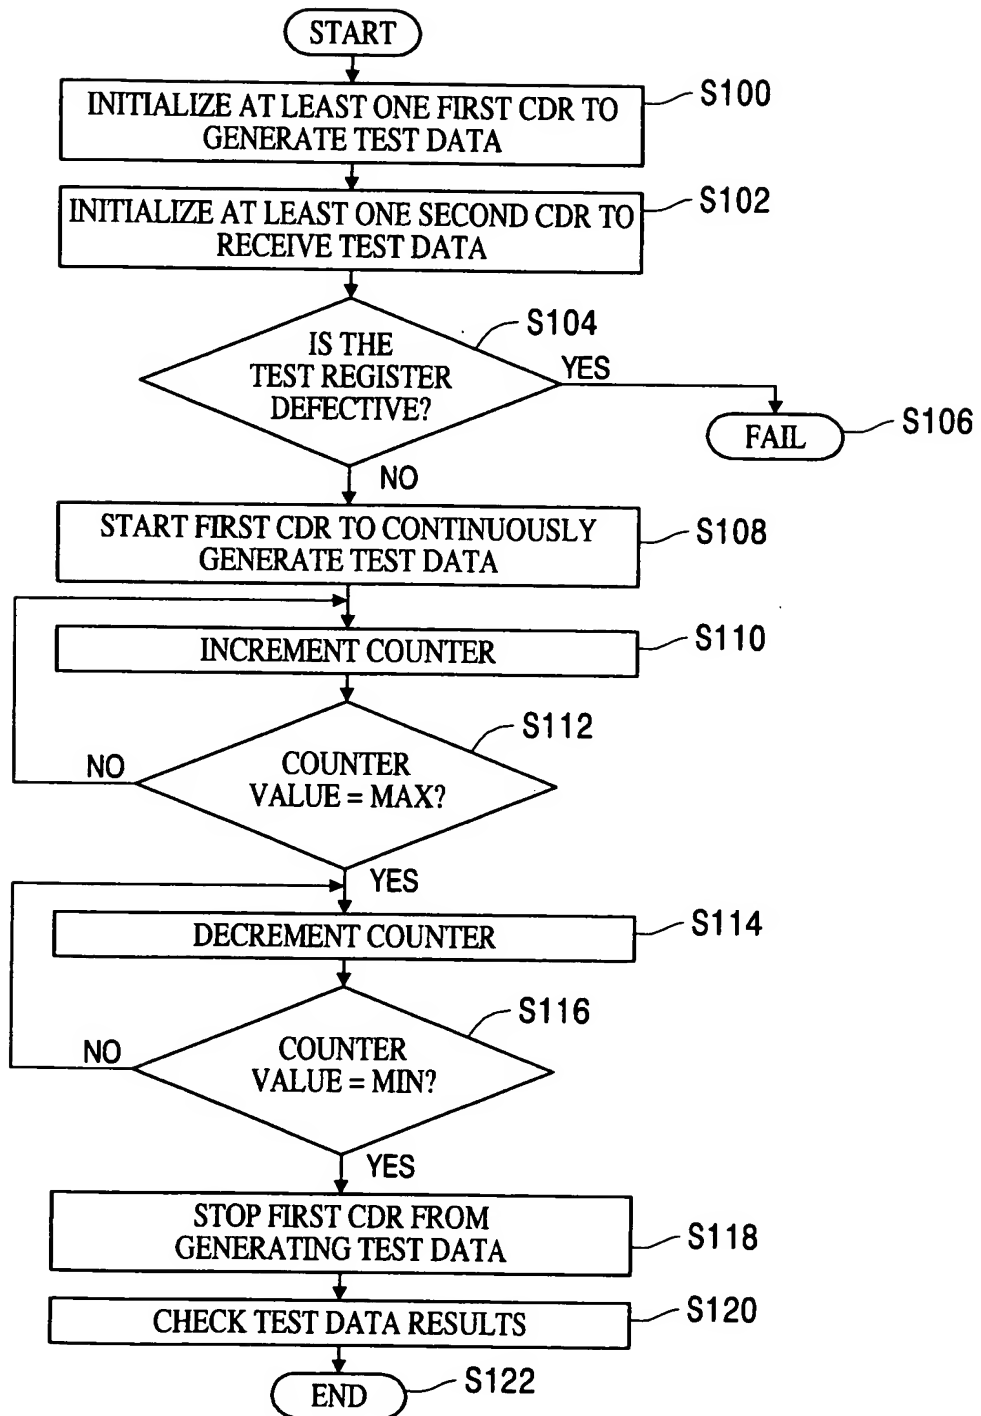 START
INITIALIZE AT LEAST ONE FIRST CDR TO
GENERATE TEST DATA
S100
INITIALIZE AT LEAST ONE SECOND CDR TO
RECEIVE TEST DATA
S102
IS THE
TEST REGISTER
DEFECTIVE?
S104
YES
FAIL
S106
NO
START FIRST CDR TO CONTINUOUSLY
GENERATE TEST DATA
S108
INCREMENT COUNTER
S110
COUNTER
VALUE = MAX?
S112
NO
YES
DECREMENT COUNTER
S114
COUNTER
VALUE = MIN?
S116
NO
YES
STOP FIRST CDR FROM
GENERATING TEST DATA
S118
CHECK TEST DATA RESULTS
S120
END
S122